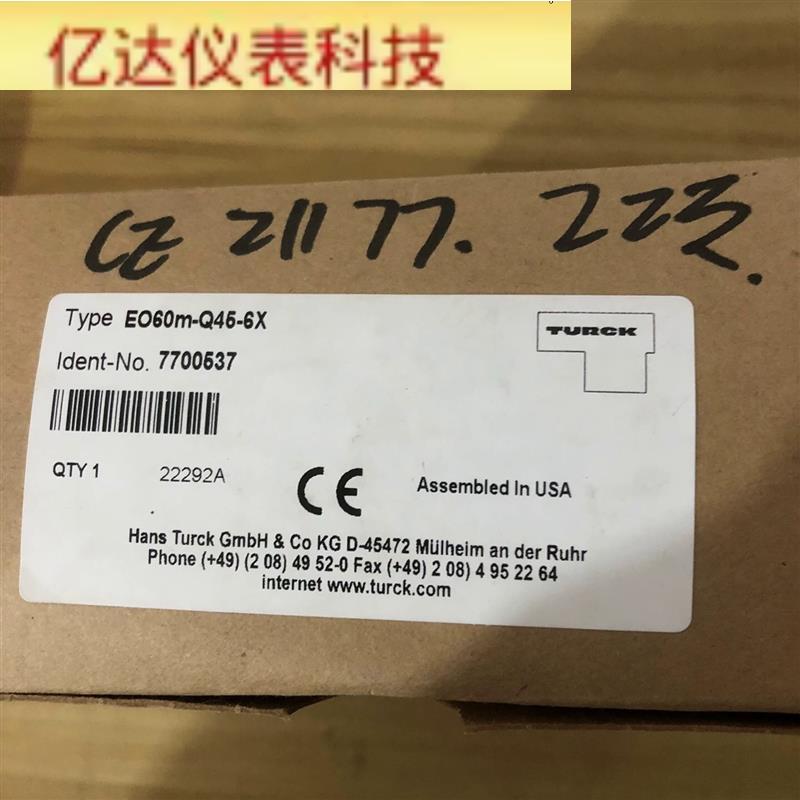 亿达仪表科技
CZ 21177. 223.
Type EO60m-Q45-6X
TURCK
Ident-No. 7700537
QTY 1 22292A CE Assembled In USA
Hans Turck GmbH & Co KG D-45472 Mülheim an der Ruhr
Phone (+49) (2 08) 49 52-0 Fax (+49) 2 08) 4 95 22 64
internet www.turck.com